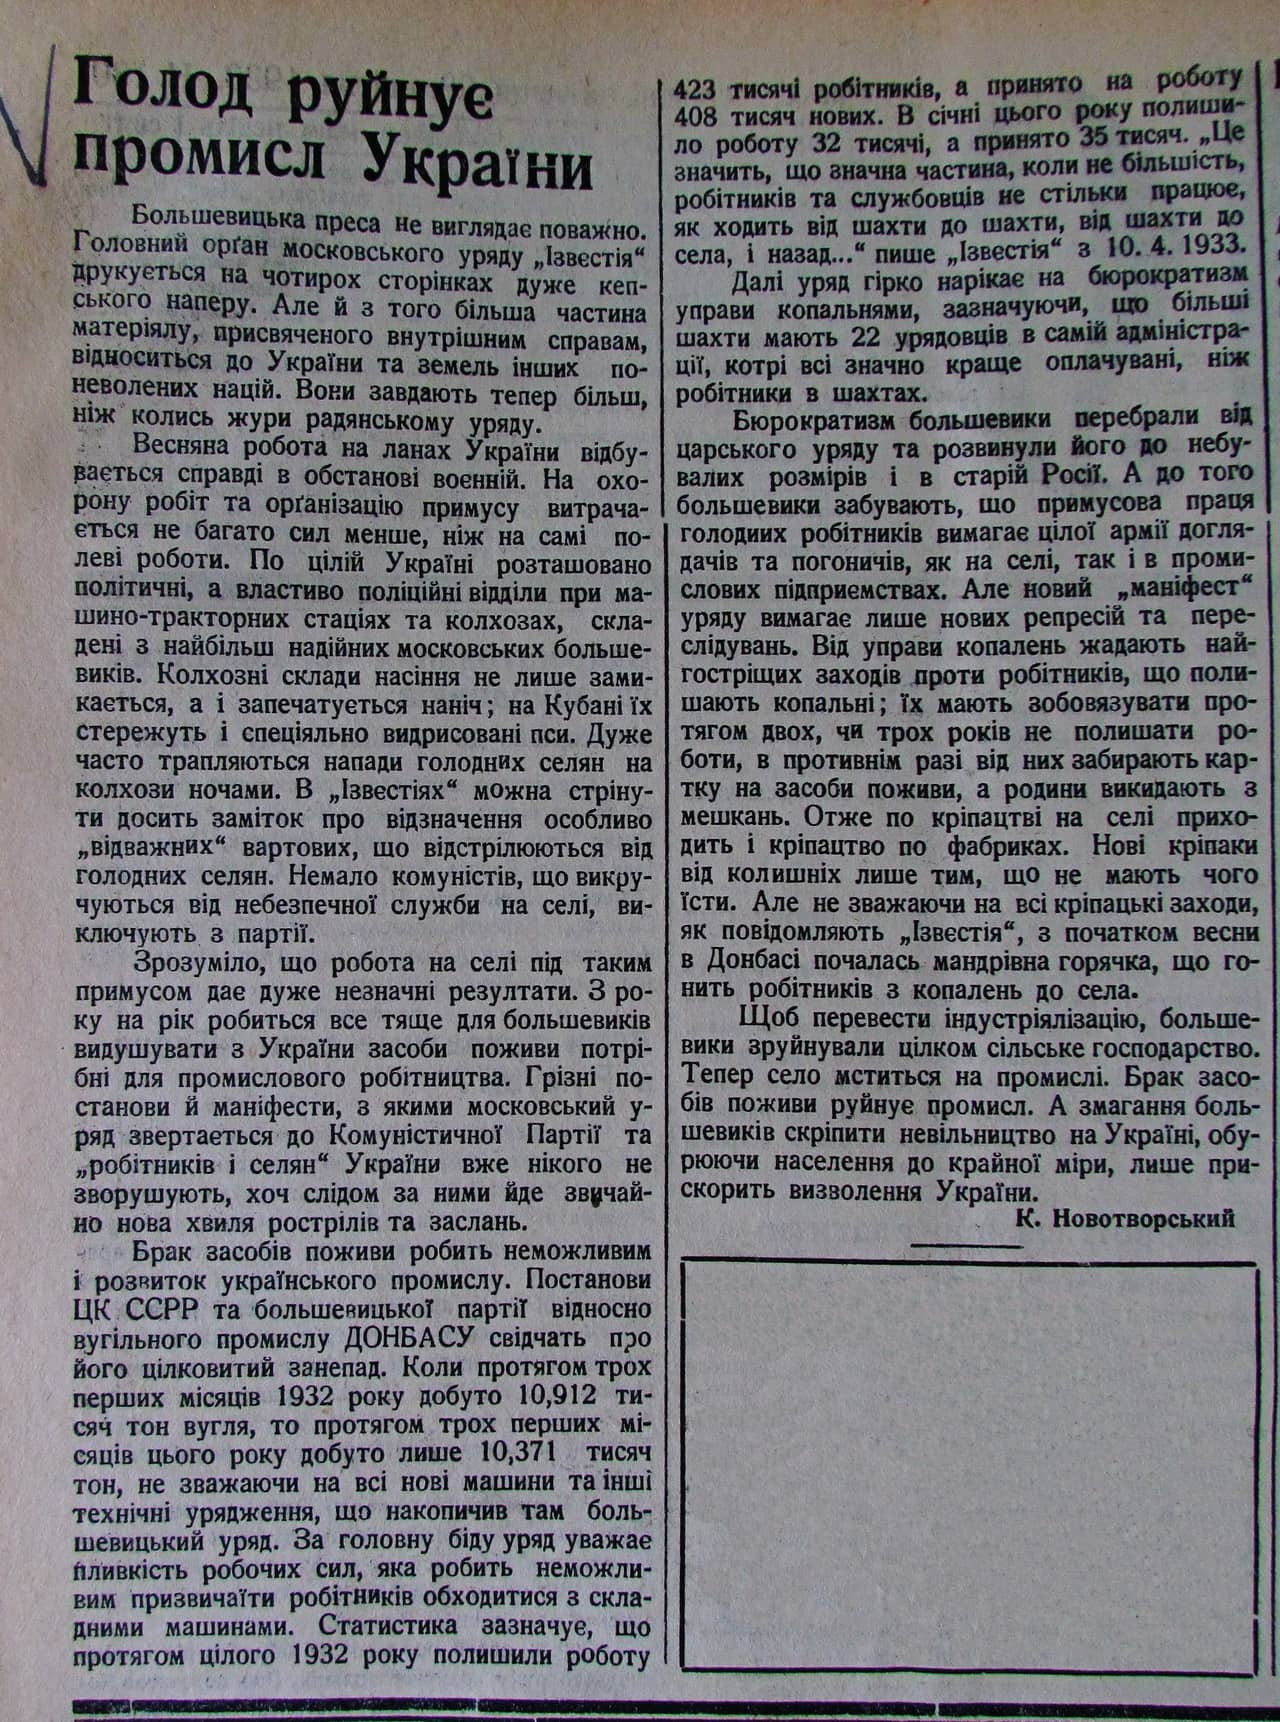 Голод руйнує
промисл України
Большевицька преса не виглядає поважно.
Головний орґан московського уряду „Ізвестія“
друкується на чотирох сторінках дуже кеп-
ського наперу. Але й з того більша частина
матеріялу, присвяченого внутрішним справам,
відноситься до України та земель інших по-
неволених націй. Вони завдають тепер більш,
ніж колись жури радянському уряду.
Весняна робота на ланах України відбу-
вається справді в обстанові военній. На охо-
рону робіт та орґанізацію примусу витрача-
ється не багато сил менше, ніж на самі по-
леві роботи. По цілій Україні розташовано
політичні, а властиво поліційні відділи при ма-
шино-тракторних стаціях та колхозах, скла-
дені з найбільш надійних московських больше-
виків. Колхозні склади насіння не лише зами-
кається, а і запечатується наніч; на Кубані їх
стережуть і спеціяльно видрисовані пси. Дуже
часто трапляються напади голодних селян на
колхози ночами. В „Ізвестіях“ можна стріну-
ти досить заміток про відзначення особливо
„відважних“ вартових, що відстрілюються від
голодних селян. Немало комуністів, що викру-
чуються від небезпечної служби на селі, ви-
ключують з партії.
Зрозуміло, що робота на селі під таким
примусом дає дуже незначні результати. З ро-
ку на рік робиться все тяще для большевиків
видушувати з України засоби поживи потрі-
бні для промислового робітництва. Грізні по-
станови й маніфести, з якими московський у-
ряд звертається до Комуністичної Партії та
„робітників і селян“ України вже нікого не
зворушують, хоч слідом за ними йде звичай-
но нова хвиля рострілів та заслань.
Брак засобів поживи робить неможливим
і розвиток українського промислу. Постанови
ЦК ССРР та большевицької партії відносно
вугільного промислу ДОНБАСУ свідчать про
його цілковитий занепад. Коли протягом трох
перших місяців 1932 року добуто 10,912 ти-
сяч тон вугля, то протягом трох перших мі-
сяців цього року добуто лише 10,371 тисяч
тон, не зважаючи на всі нові машини та інші
технічні урядження, що накопичив там боль-
шевицький уряд. За головну біду уряд уважає
пливкість робочих сил, яка робить неможли-
вим призвичаїти робітників обходитися з скла-
дними машинами. Статистика зазначує, що
протягом цілого 1932 року полишили роботу
423 тисячі робітників, а принято на роботу
408 тисяч нових. В січні цього року полиши-
ло роботу 32 тисячі, а принято 35 тисяч. „Це
значить, що значна частина, коли не більшість,
робітників та службовців не стільки працює,
як ходить від шахти до шахти, від шахти до
села, і назад...“ пише „Ізвестія“ з 10. 4. 1933.
Далі уряд гірко нарікає на бюрократизм
управи копальнями, зазначуючи, що більші
шахти мають 22 урядовців в самій адміністра-
ції, котрі всі значно краще оплачувані, ніж
робітники в шахтах.
Бюрократизм большевики перебрали від
царського уряду та розвинули його до небу-
валих розмірів і в старій Росії. А до того
большевики забувають, що примусова праця
голодних робітників вимагає цілої армії догля-
дачів та погоничів, як на селі, так і в проми-
слових підприємствах. Але новий „маніфест“
уряду вимагає лише нових репресій та пере-
слідувань. Від управи копалень жадають най-
гостріщих заходів проти робітників, що поли-
шають копальні; їх мають зобовязувати про-
тягом двох, чи трох років не полишати ро-
боти, в противнім разі від них забирають кар-
тку на засоби поживи, а родини викидають з
мешкань. Отже по кріпацтві на селі прихо-
дить і кріпацтво по фабриках. Нові кріпаки
від колишніх лише тим, що не мають чого
їсти. Але не зважаючи на всі кріпацькі заходи,
як повідомляють „Ізвестія“, з початком весни
в Донбасі почалась мандрівна горячка, що го-
нить робітників з копалень до села.
Щоб перевести індустріялізацію, больше-
вики зруйнували цілком сільське господарство.
Тепер село мститься на промислі. Брак засо-
бів поживи руйнує промисл. А змагання боль-
шевиків скріпити невільництво на Україні, обу-
рюючи населення до крайної міри, лише при-
скорить визволення України.
К. Новотворський